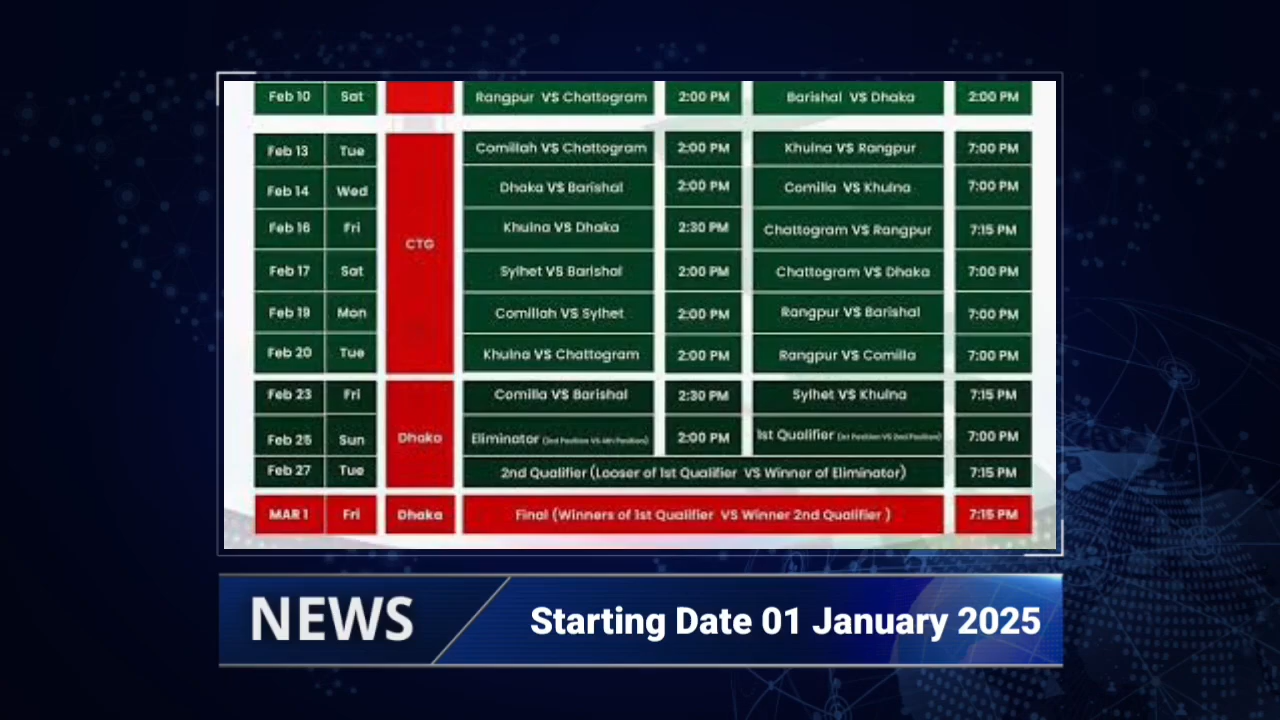 Feb 10 Sat Rangpur VS Chattogram 2:00 PM Barishal VS Dhaka 2:00 PM
Feb 13 Tue Comillah VS Chattogram 2:00 PM Khulna VS Rangpur 7:00 PM
Feb 14 Wed Dhaka VS Barishal 2:00 PM Comilla VS Khulna 7:00 PM
Feb 16 Fri Khulna VS Dhaka 2:30 PM Chattogram VS Rangpur 7:15 PM
CTG
Feb 17 Sat Sylhet VS Barishal 2:00 PM Chattogram VS Dhaka 7:00 PM
Feb 19 Mon Comillah VS Sylhet 2:00 PM Rangpur VS Barishal 7:00 PM
Feb 20 Tue Khulna VS Chattogram 2:00 PM Rangpur VS Comilla 7:00 PM
Feb 23 Fri Comilla VS Barishal 2:30 PM Sylhet VS Khulna 7:15 PM
Feb 25 Sun Dhaka Eliminator 2:00 PM 1st Qualifier (1st Position VS 2nd Position) 7:00 PM
Feb 27 Tue 2nd Qualifier (Looser of 1st Qualifier VS Winner of Eliminator) 7:15 PM
MAR 1 Fri Dhaka Final (Winners of 1st Qualifier VS Winner 2nd Qualifier ) 7:15 PM
NEWS Starting Date 01 January 2025